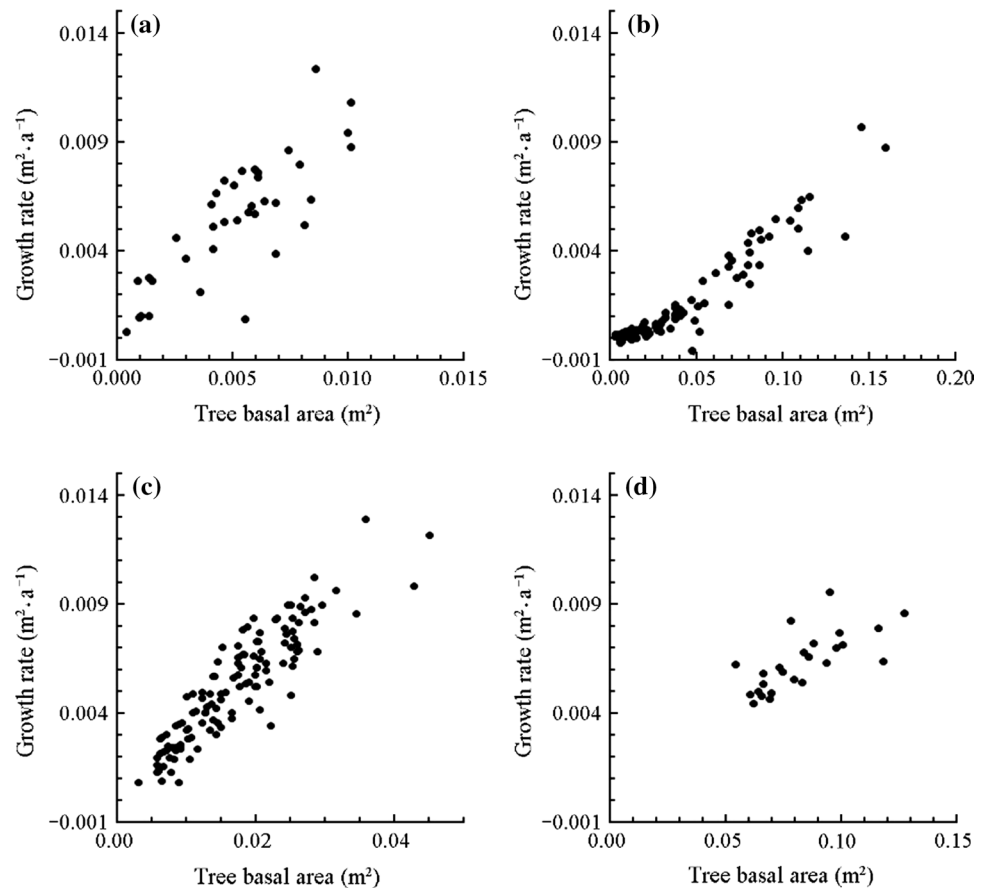 (a)
0.014
0.009
0.004
−0.001
Growth rate (m²·a⁻¹)
0.000
0.005
0.010
0.015
Tree basal area (m²)
(b)
0.014
0.009
0.004
−0.001
Growth rate (m²·a⁻¹)
0.00
0.05
0.10
0.15
0.20
Tree basal area (m²)
(c)
0.014
0.009
0.004
−0.001
Growth rate (m²·a⁻¹)
0.00
0.02
0.04
Tree basal area (m²)
(d)
0.014
0.009
0.004
−0.001
Growth rate (m²·a⁻¹)
0.00
0.05
0.10
0.15
Tree basal area (m²)